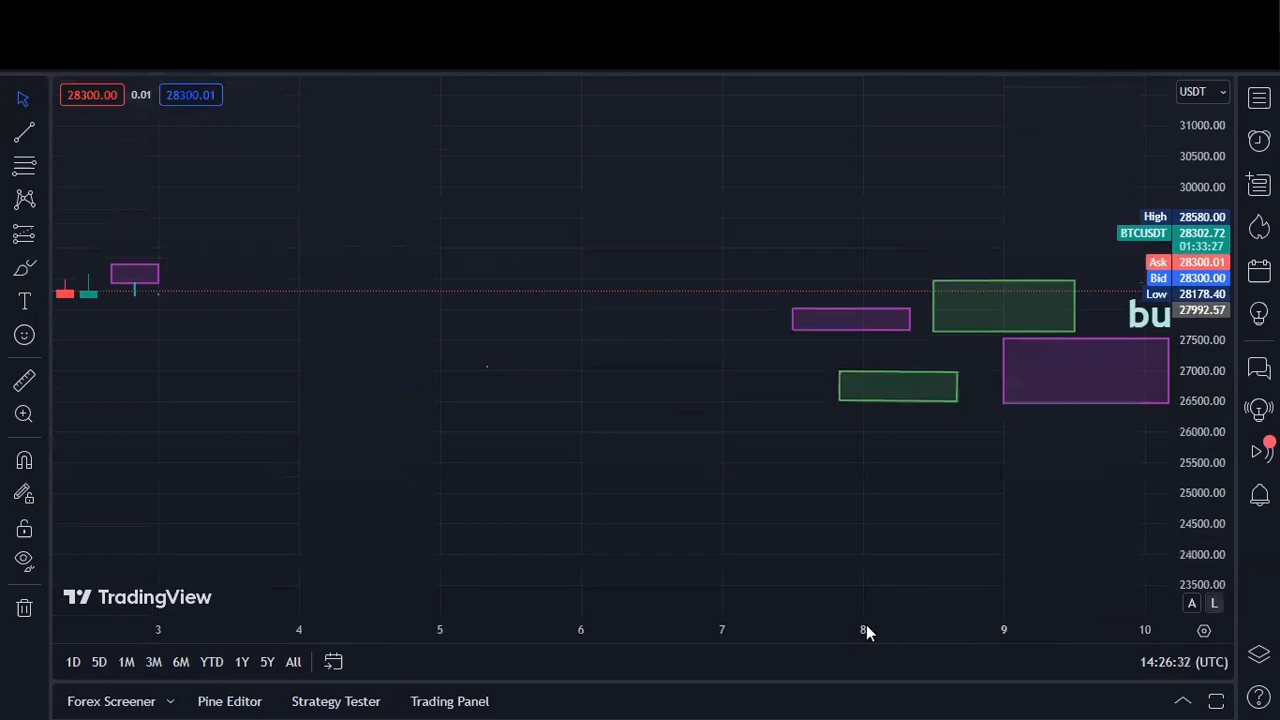 28300.00 0.01 28300.01
USDT
31000.00
30500.00
30000.00
High 28580.00
BTCUSDT 28302.72
01:33:27
Ask 28300.01
Bid 28300.00
Low 28178.40
27992.57
bu
27500.00
27000.00
26500.00
26000.00
25500.00
25000.00
24500.00
24000.00
23500.00
TradingView
A L
3 4 5 6 7 8 9 10
1D 5D 1M 3M 6M YTD 1Y 5Y All
14:26:32 (UTC)
Forex Screener Pine Editor Strategy Tester Trading Panel